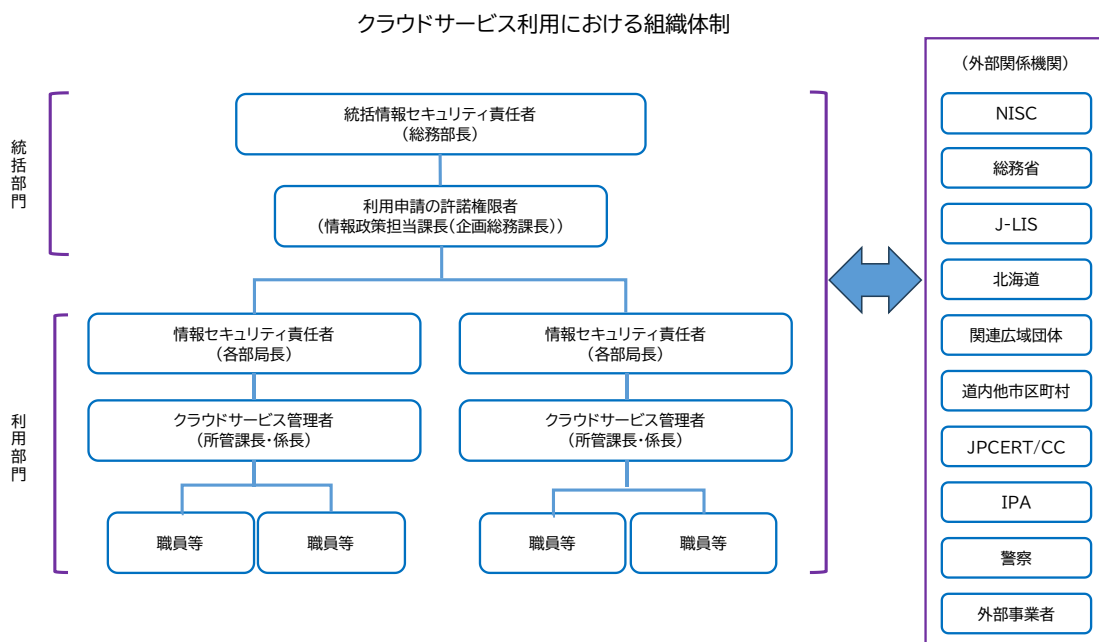 クラウドサービス利用における組織体制
統括部門
統括情報セキュリティ責任者
（総務部長）
利用申請の許諾権限者
（情報政策担当課長（企画総務課長））
利用部門
情報セキュリティ責任者
（各部局長）
クラウドサービス管理者
（所管課長・係長）
職員等
職員等
情報セキュリティ責任者
（各部局長）
クラウドサービス管理者
（所管課長・係長）
職員等
職員等
（外部関係機関）
NISC
総務省
J-LIS
北海道
関連広域団体
道内他市区町村
JPCERT/CC
IPA
警察
外部事業者